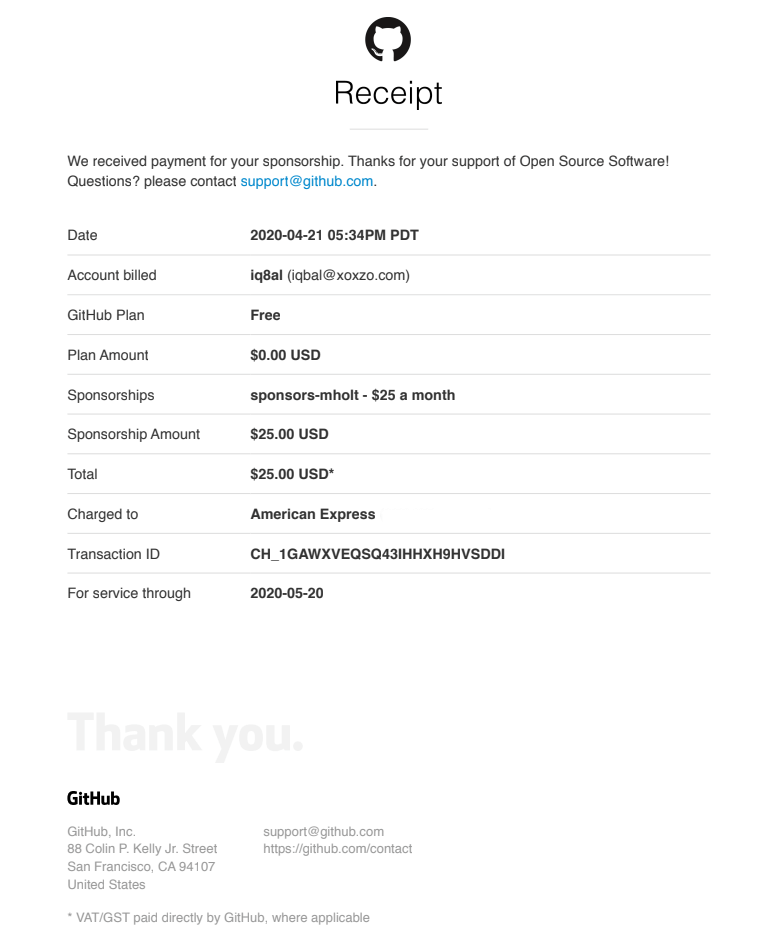 Receipt
We received payment for your sponsorship. Thanks for your support of Open Source Software!
Questions? please contact support@github.com.
Date 2020-04-21 05:34PM PDT
Account billed iq8al (iqbal@xoxzo.com)
GitHub Plan Free
Plan Amount $0.00 USD
Sponsorships sponsors-mholt - $25 a month
Sponsorship Amount $25.00 USD
Total $25.00 USD*
Charged to American Express
Transaction ID CH_1GAWXVEQSQ43IHHXH9HVSDDI
For service through 2020-05-20
Thank you.
GitHub
GitHub, Inc. support@github.com
88 Colin P. Kelly Jr. Street https://github.com/contact
San Francisco, CA 94107
United States
* VAT/GST paid directly by GitHub, where applicable